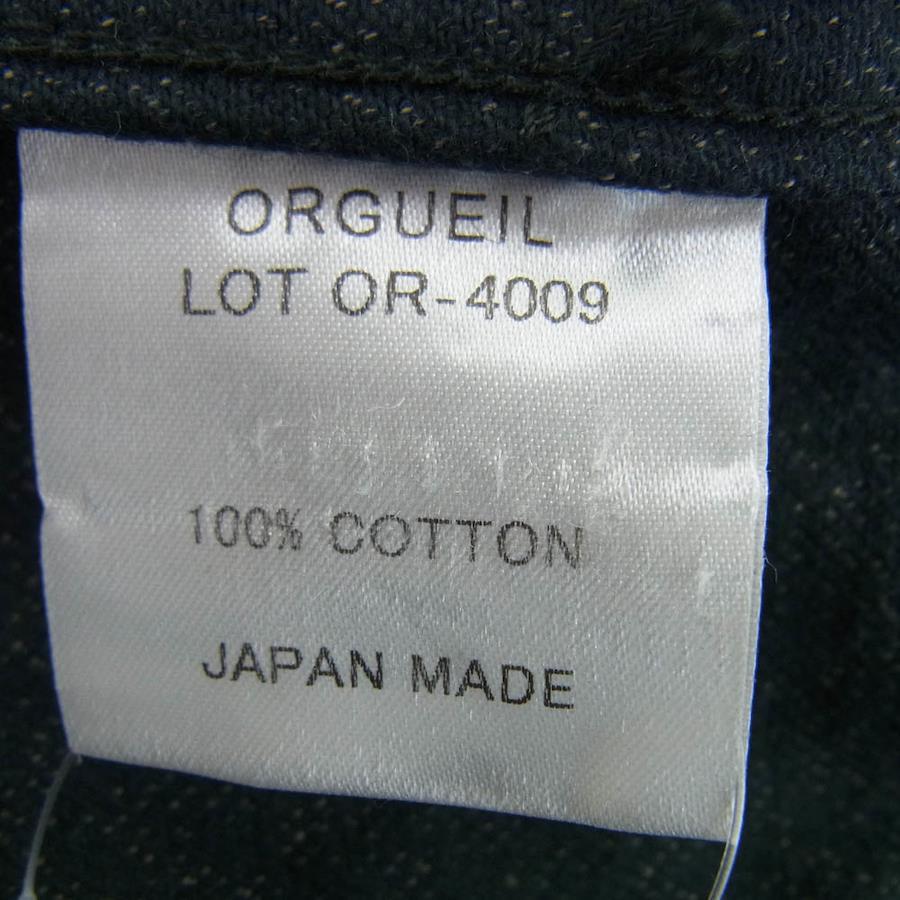 ORGUEIL
LOT OR-4009
100% COTTON
JAPAN MADE